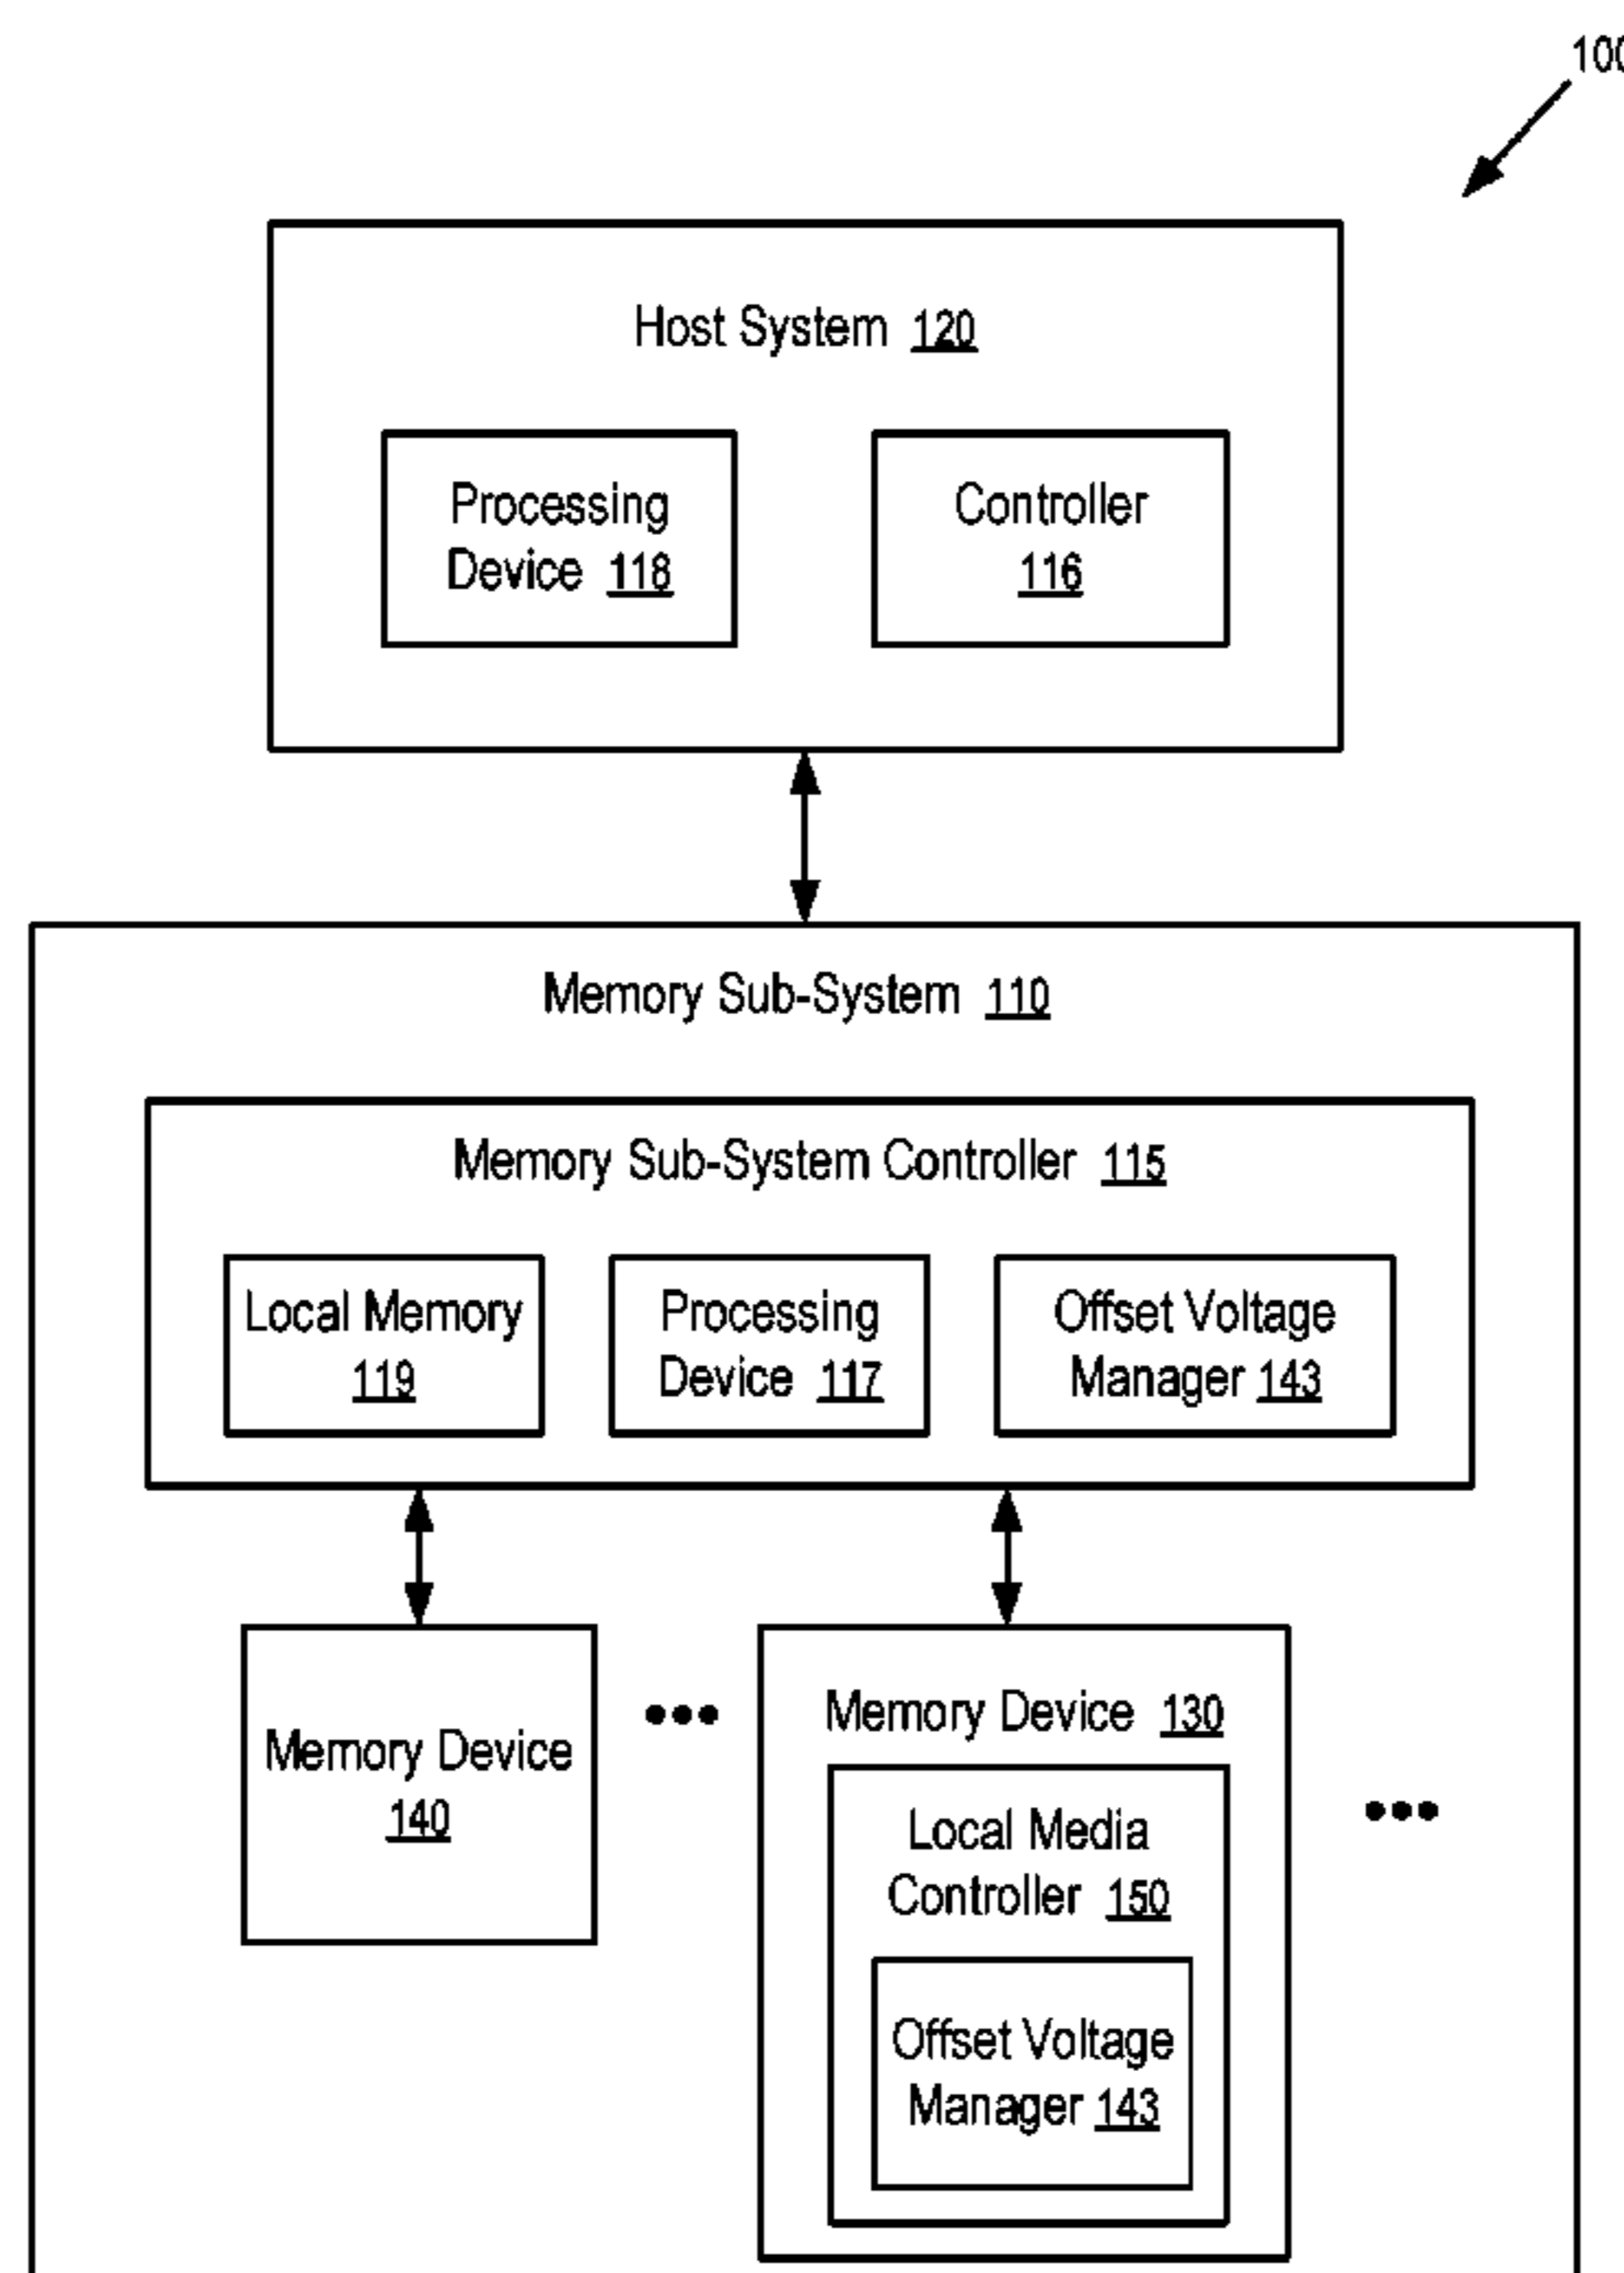 100
Host System 120
Processing
Device 118
Controller
116
Memory Sub-System 110
Memory Sub-System Controller 115
Local Memory
119
Processing
Device 117
Offset Voltage
Manager 143
Memory Device
140
Memory Device 130
Local Media
Controller 150
Offset Voltage
Manager 143